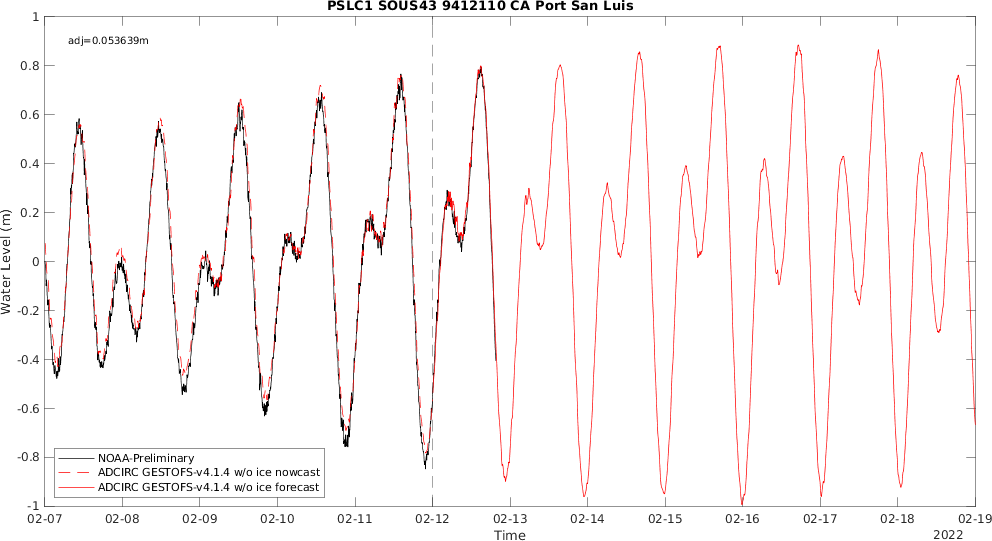 PSLC1 SOUS43 9412110 CA Port San Luis
adj=0.053639m
1
0.8
0.6
0.4
0.2
0
-0.2
-0.4
-0.6
-0.8
-1
Water Level (m)
NOAA-Preliminary
ADCIRC GESTOFS-v4.1.4 w/o ice nowcast
ADCIRC GESTOFS-v4.1.4 w/o ice forecast
02-07 02-08 02-09 02-10 02-11 02-12 02-13 02-14 02-15 02-16 02-17 02-18 02-19
Time
2022